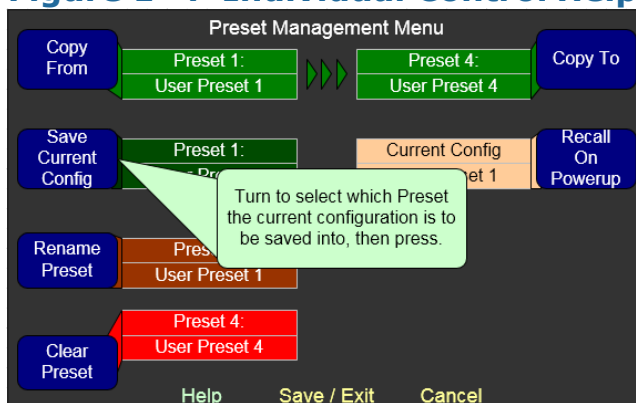 Preset Management Menu
Copy
From
Preset 1:
User Preset 1
Preset 4:
User Preset 4
Copy To
Save
Current
Config
Preset 1:
Current Config
Recall
On
Powerup
Turn to select which Preset
the current configuration is to
be saved into, then press.
Rename
Preset
User Preset 1
Preset 4:
User Preset 4
Clear
Preset
Help
Save / Exit
Cancel